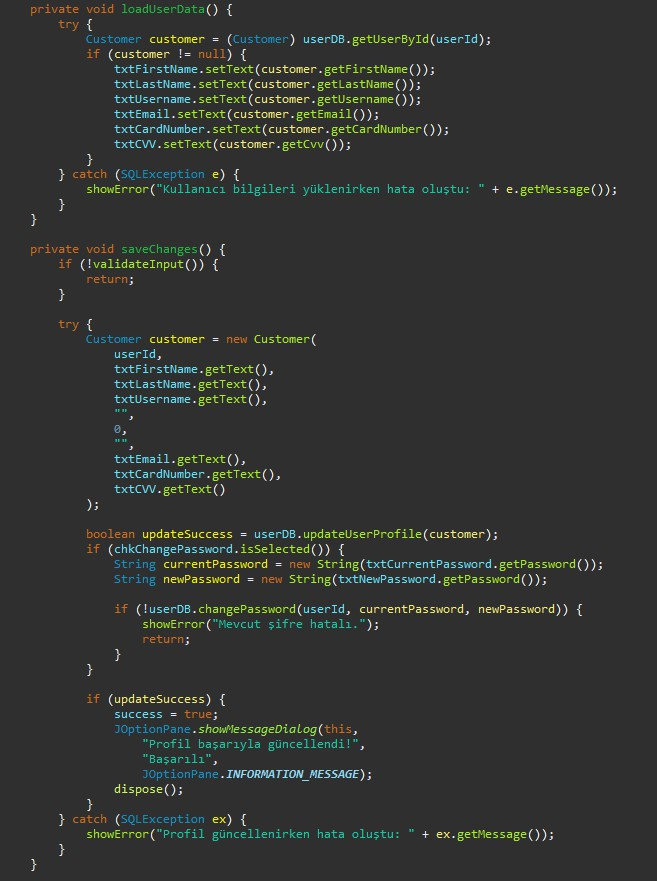 private void loadUserData() {
    try {
        Customer customer = (Customer) userDB.getUserById(userId);
        if (customer != null) {
            txtFirstName.setText(customer.getFirstName());
            txtLastName.setText(customer.getLastName());
            txtUsername.setText(customer.getUsername());
            txtEmail.setText(customer.getEmail());
            txtCardNumber.setText(customer.getCardNumber());
            txtCVV.setText(customer.getCvv());
        }
    } catch (SQLException e) {
        showError("Kullanıcı bilgileri yüklenirken hata oluştu: " + e.getMessage());
    }
}

private void saveChanges() {
    if (!validateInput()) {
        return;
    }

    try {
        Customer customer = new Customer(
            userId,
            txtFirstName.getText(),
            txtLastName.getText(),
            txtUsername.getText(),
            "",
            0,
            "",
            txtEmail.getText(),
            txtCardNumber.getText(),
            txtCVV.getText()
        );

        boolean updateSuccess = userDB.updateUserProfile(customer);
        if (chkChangePassword.isSelected()) {
            String currentPassword = new String(txtCurrentPassword.getPassword());
            String newPassword = new String(txtNewPassword.getPassword());

            if (!userDB.changePassword(userId, currentPassword, newPassword)) {
                showError("Mevcut şifre hatalı.");
                return;
            }
        }

        if (updateSuccess) {
            success = true;
            JOptionPane.showMessageDialog(this,
                "Profil başarıyla güncellendi!",
                "Başarılı",
                JOptionPane.INFORMATION_MESSAGE);
            dispose();
        }
    } catch (SQLException ex) {
        showError("Profil güncellenirken hata oluştu: " + ex.getMessage());
    }
}